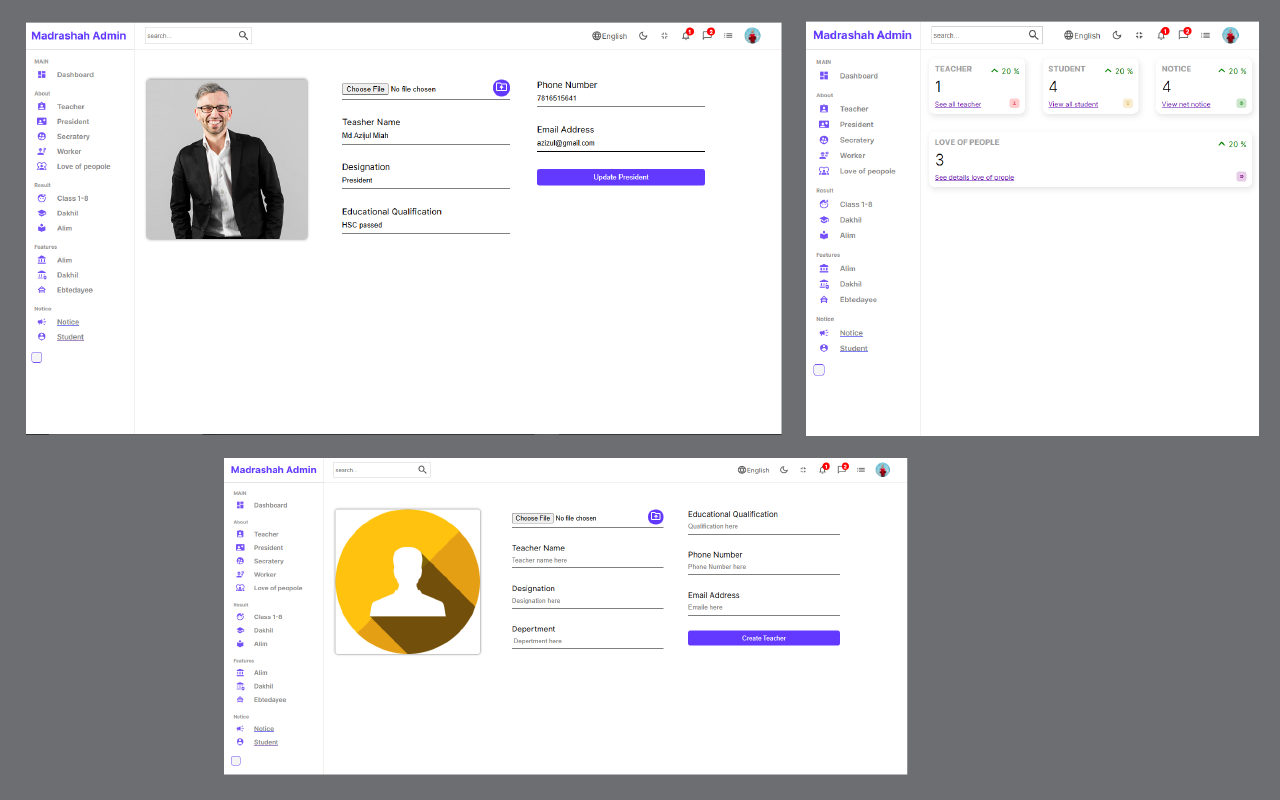 Madrashah Admin
search...
English
1
2
MAIN
Dashboard
About
Teacher
President
Secratery
Worker
Love of peopole
Result
Class 1-8
Dakhil
Alim
Features
Alim
Dakhil
Ebtedayee
Notice
Notice
Student
Choose File No file chosen
Teasher Name
Md Azijul Miah
Designation
President
Educational Qualification
HSC passed
Phone Number
7816515641
Email Address
azizul@gmail.com
Update President
Madrashah Admin
search...
English
1
2
MAIN
Dashboard
About
Teacher
President
Secratery
Worker
Love of peopole
Result
Class 1-8
Dakhil
Alim
Features
Alim
Dakhil
Ebtedayee
Notice
Notice
Student
TEACHER
20 %
1
See all teacher
STUDENT
20 %
4
View all student
NOTICE
20 %
4
View net notice
LOVE OF PEOPLE
20 %
3
See details love of prople
Madrashah Admin
search...
English
1
2
MAIN
Dashboard
About
Teacher
President
Secratery
Worker
Love of peopole
Result
Class 1-8
Dakhil
Alim
Features
Alim
Dakhil
Ebtedayee
Notice
Notice
Student
Choose File No file chosen
Teacher Name
Teacher name here
Designation
Designation here
Deperment
Department here
Educational Qualification
Qualification here
Phone Number
Phone Number here
Email Address
Emaile here
Create Teacher